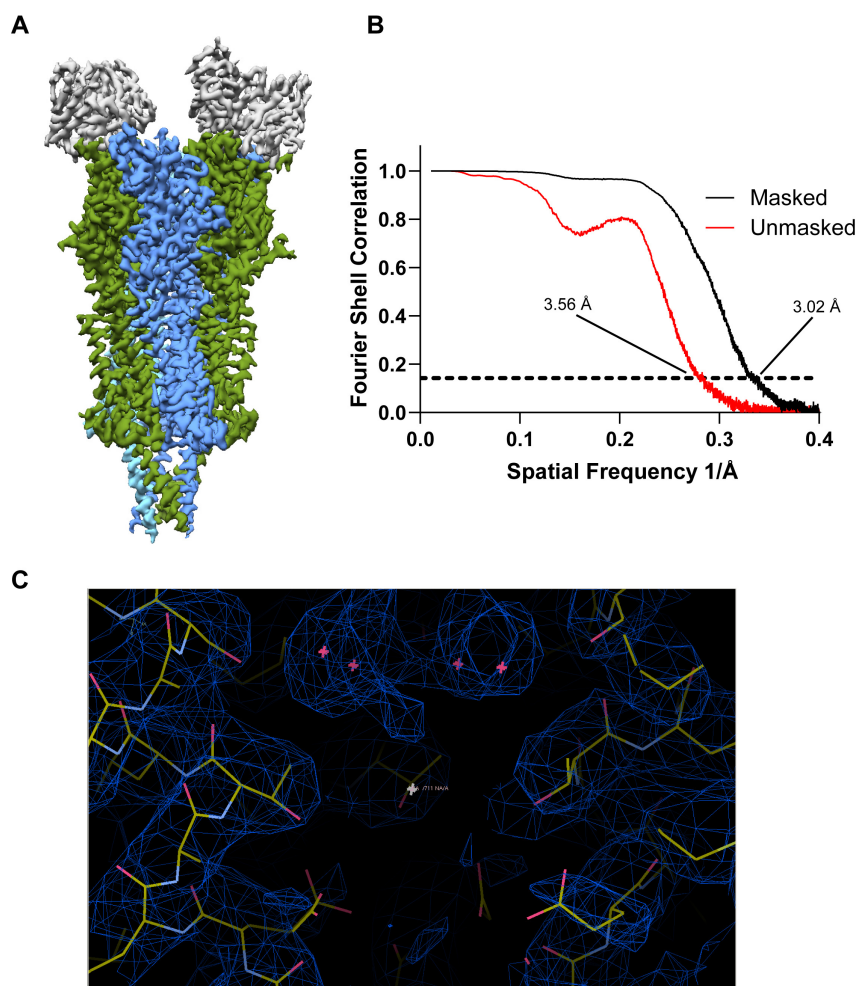 A
B
1.0
0.8
0.6
0.4
0.2
0.0
Fourier Shell Correlation
Masked
Unmasked
3.56 Å
3.02 Å
0.0 0.1 0.2 0.3 0.4
Spatial Frequency 1/Å
C